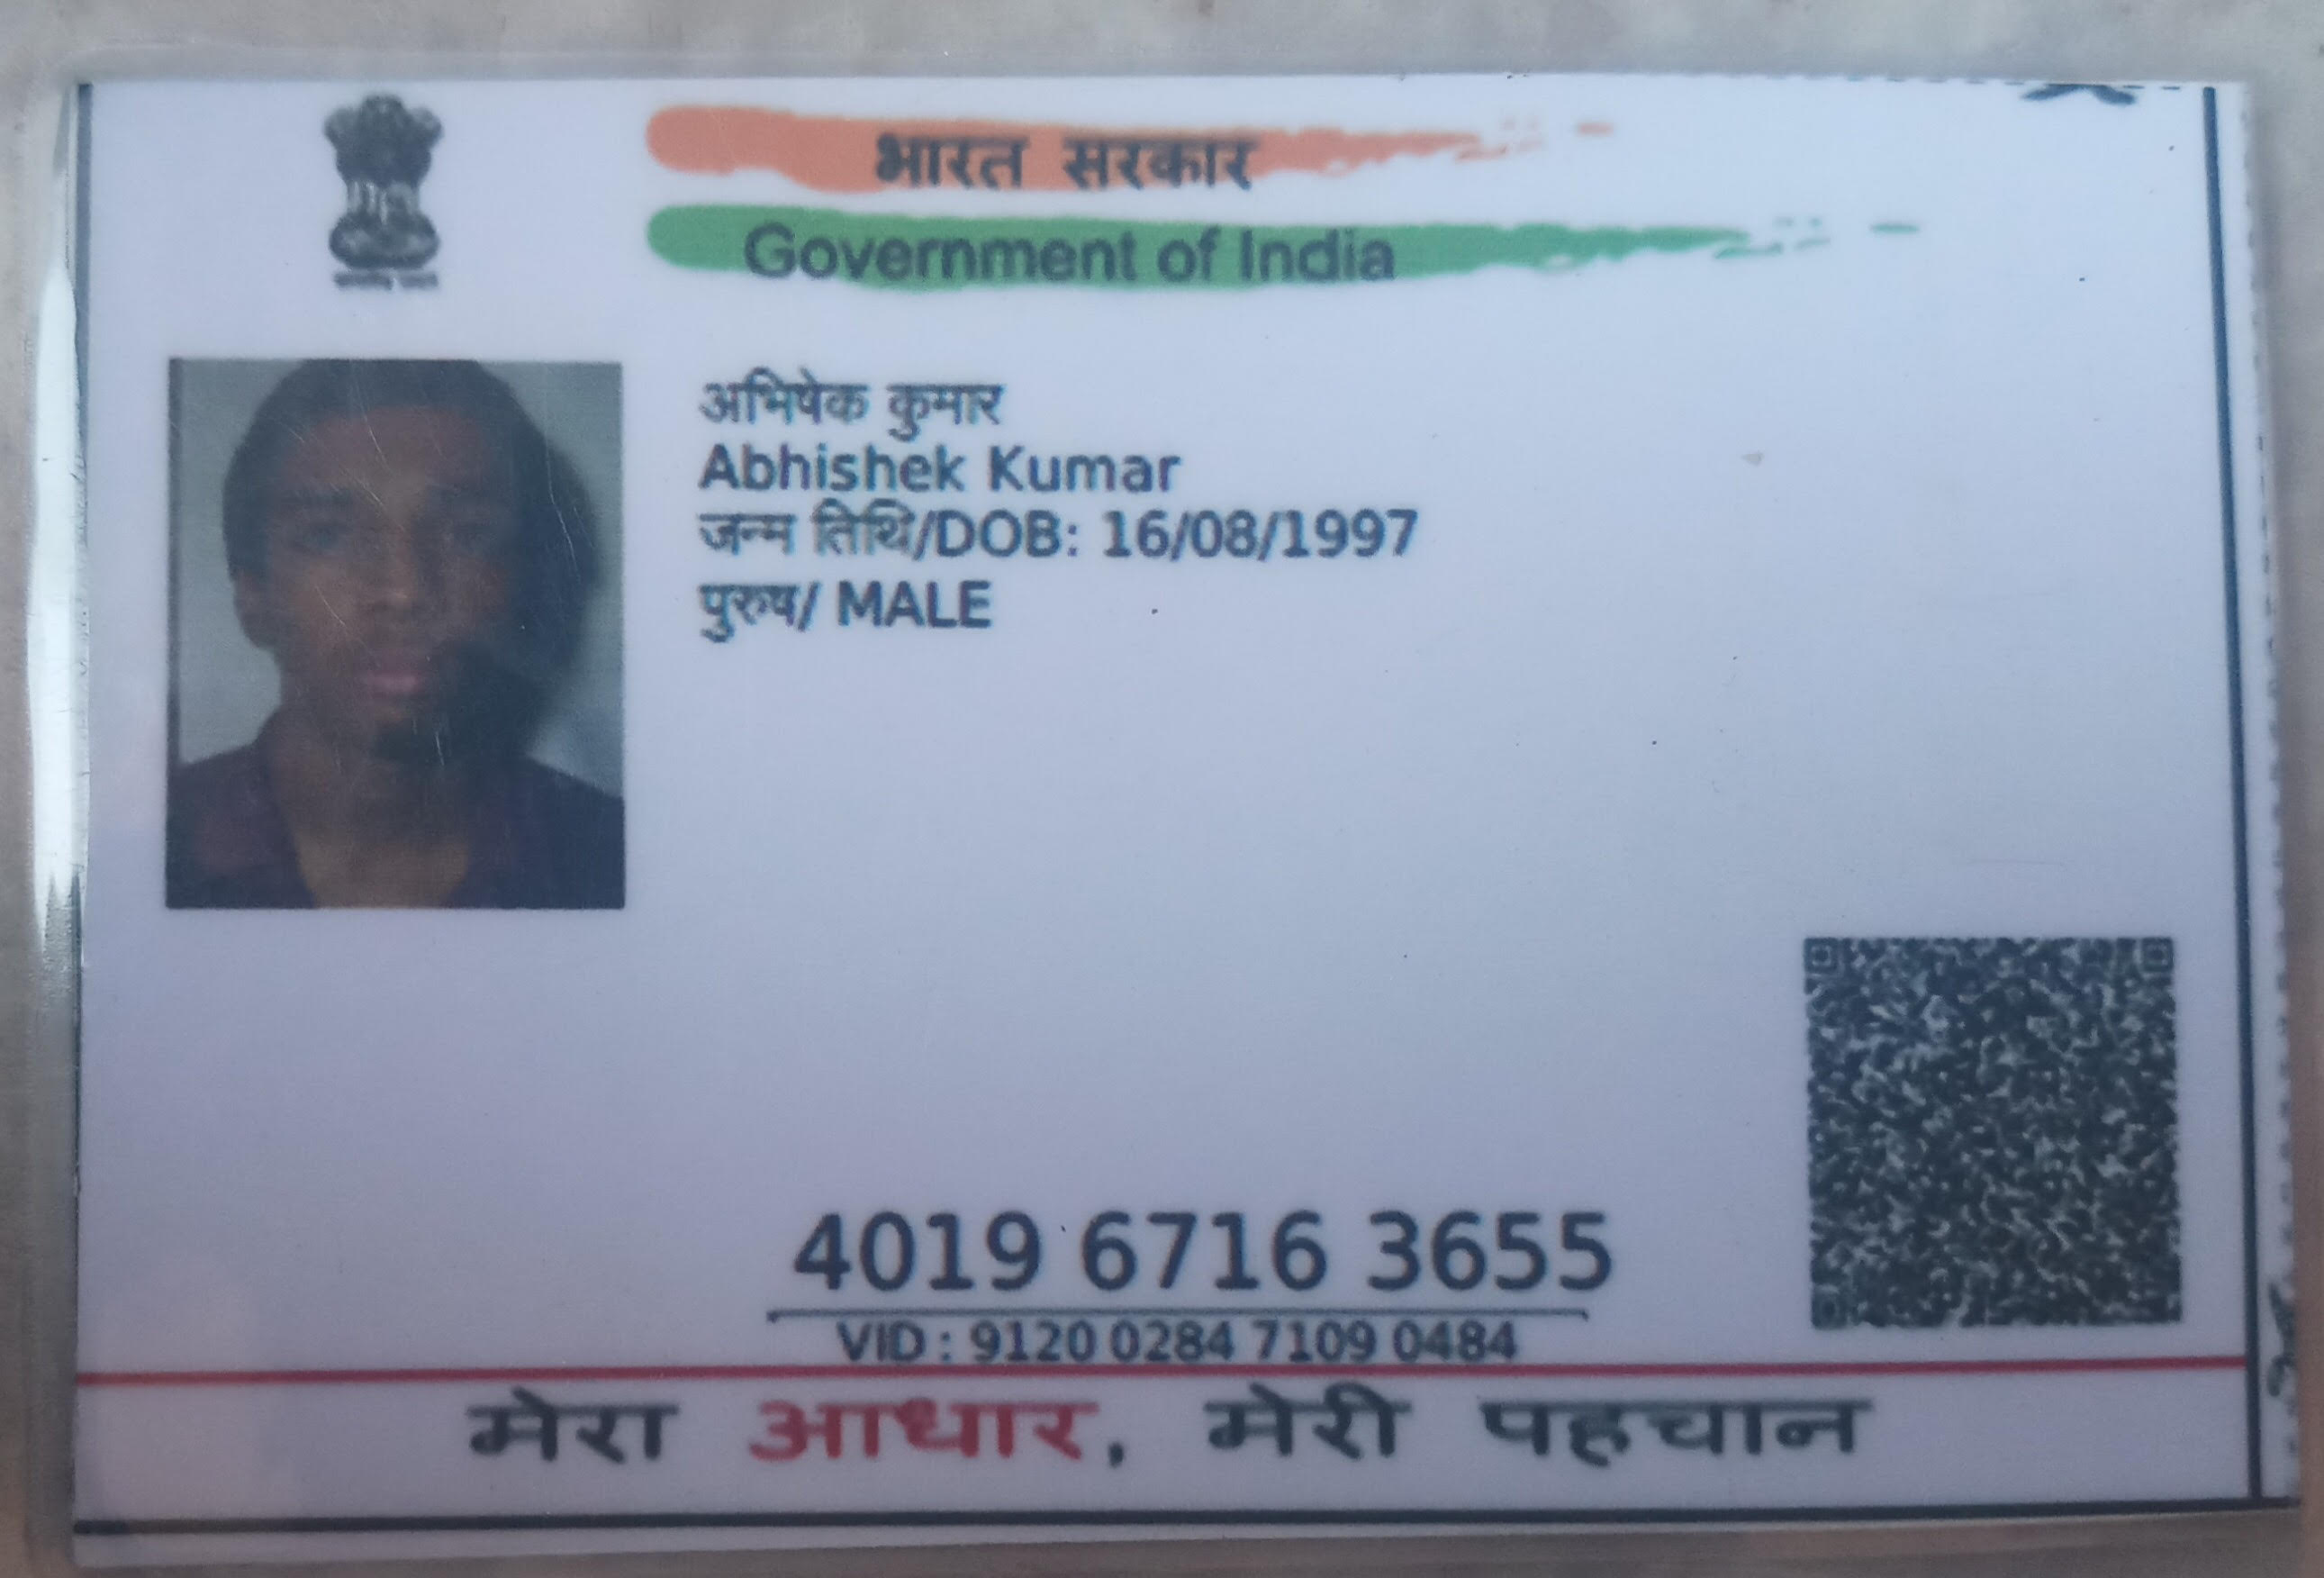 भारत सरकार
Government of India
अभिषेक कुमार
Abhishek Kumar
जन्म तिथि/DOB: 16/08/1997
पुरुष/ MALE
4019 6716 3655
VID : 9120 0284 7109 0484
मेरा आधार, मेरी पहचान